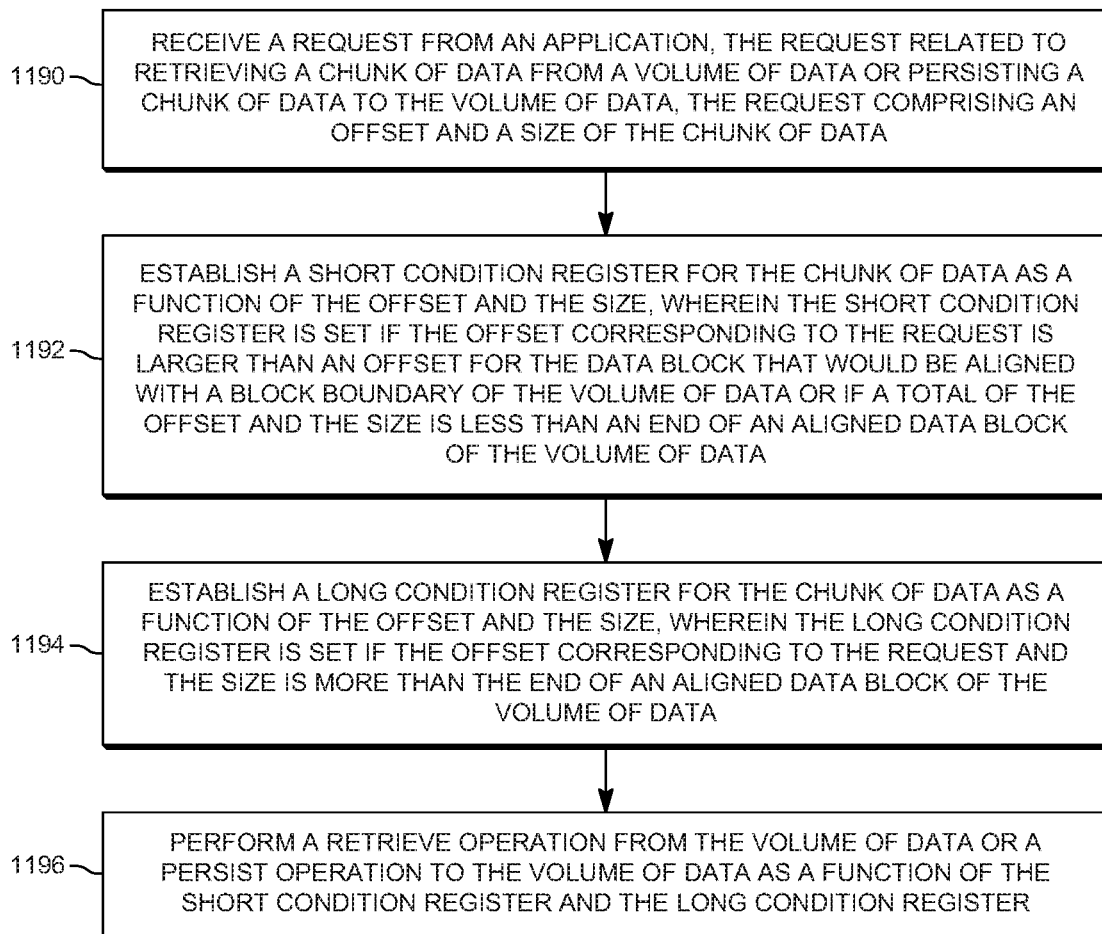 1190
RECEIVE A REQUEST FROM AN APPLICATION, THE REQUEST RELATED TO
RETRIEVING A CHUNK OF DATA FROM A VOLUME OF DATA OR PERSISTING A
CHUNK OF DATA TO THE VOLUME OF DATA, THE REQUEST COMPRISING AN
OFFSET AND A SIZE OF THE CHUNK OF DATA
1192
ESTABLISH A SHORT CONDITION REGISTER FOR THE CHUNK OF DATA AS A
FUNCTION OF THE OFFSET AND THE SIZE, WHEREIN THE SHORT CONDITION
REGISTER IS SET IF THE OFFSET CORRESPONDING TO THE REQUEST IS
LARGER THAN AN OFFSET FOR THE DATA BLOCK THAT WOULD BE ALIGNED
WITH A BLOCK BOUNDARY OF THE VOLUME OF DATA OR IF A TOTAL OF THE
OFFSET AND THE SIZE IS LESS THAN AN END OF AN ALIGNED DATA BLOCK
OF THE VOLUME OF DATA
1194
ESTABLISH A LONG CONDITION REGISTER FOR THE CHUNK OF DATA AS A
FUNCTION OF THE OFFSET AND THE SIZE, WHEREIN THE LONG CONDITION
REGISTER IS SET IF THE OFFSET CORRESPONDING TO THE REQUEST AND
THE SIZE IS MORE THAN THE END OF AN ALIGNED DATA BLOCK OF THE
VOLUME OF DATA
1196
PERFORM A RETRIEVE OPERATION FROM THE VOLUME OF DATA OR A
PERSIST OPERATION TO THE VOLUME OF DATA AS A FUNCTION OF THE
SHORT CONDITION REGISTER AND THE LONG CONDITION REGISTER